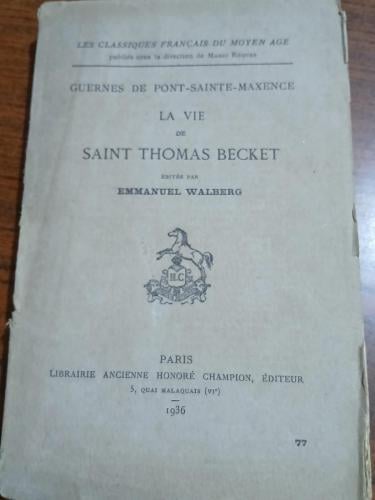 LES CLASSIQUES FRANÇAIS DU MOYEN AGE
publiés sous la direction de MARIO ROQUES
GUERNES DE PONT-SAINTE-MAXENCE
LA VIE
DE
SAINT THOMAS BECKET
ÉDITÉE PAR
EMMANUEL WALBERG
H.C
PARIS
LIBRAIRIE ANCIENNE HONORÉ CHAMPION, ÉDITEUR
5, QUAI MALAQUAIS (VIᵉ)
1936
77